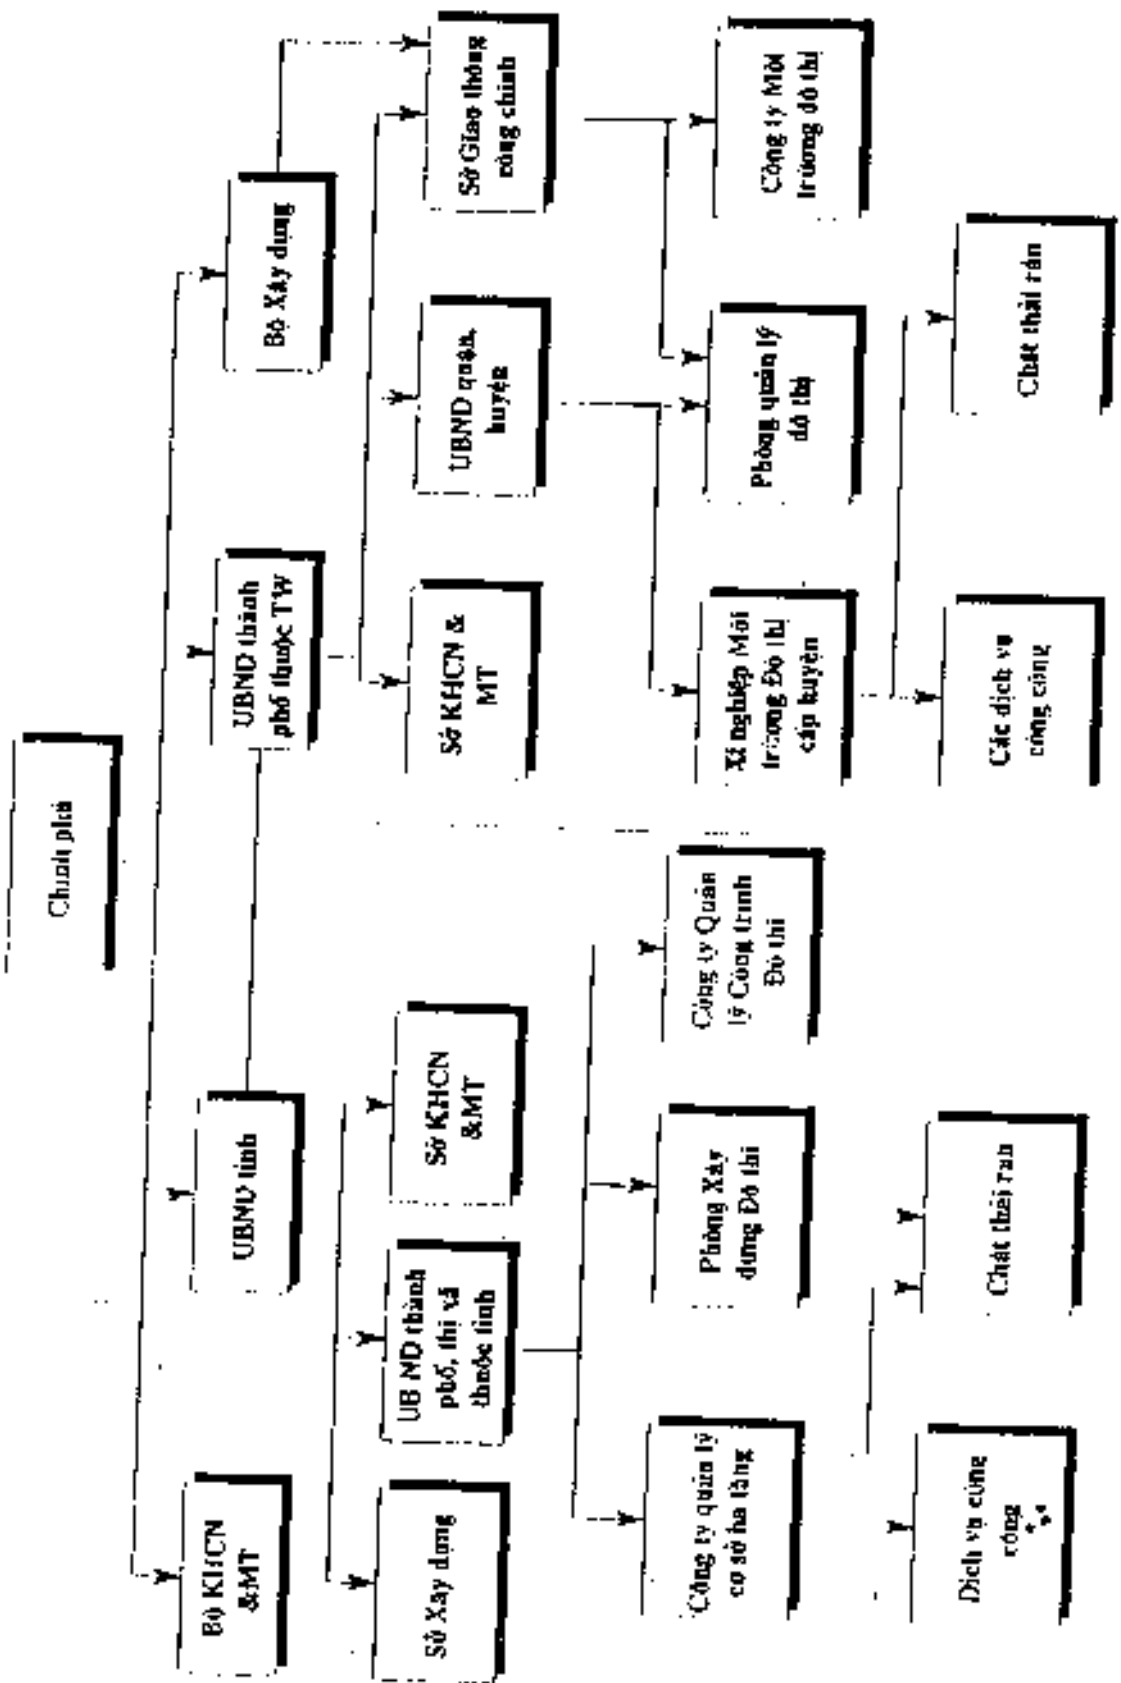 Chính phủ
Bộ KHCN
&MT
UBND tỉnh
UBND thành
phố thuộc TW
Bộ Xây dựng
Sở Xây dựng
UB ND thành
phố, thị xã
thuộc tỉnh
Sở KHCN
&MT
Sở KHCN &
MT
UBND quận,
huyện
Sở Giao thông
công chính
Công ty quản lý
cơ sở hạ tầng
Phòng Xây
dựng Đô thị
Công ty Quản
lý Công trình
Đô thị
Xí nghiệp Môi
trường Đô thị
cấp huyện
Phòng quản lý
đô thị
Công ty Môi
trường đô thị
Dịch vụ công
cộng
Chất thải rắn
Các dịch vụ
công cộng
Chất thải rắn